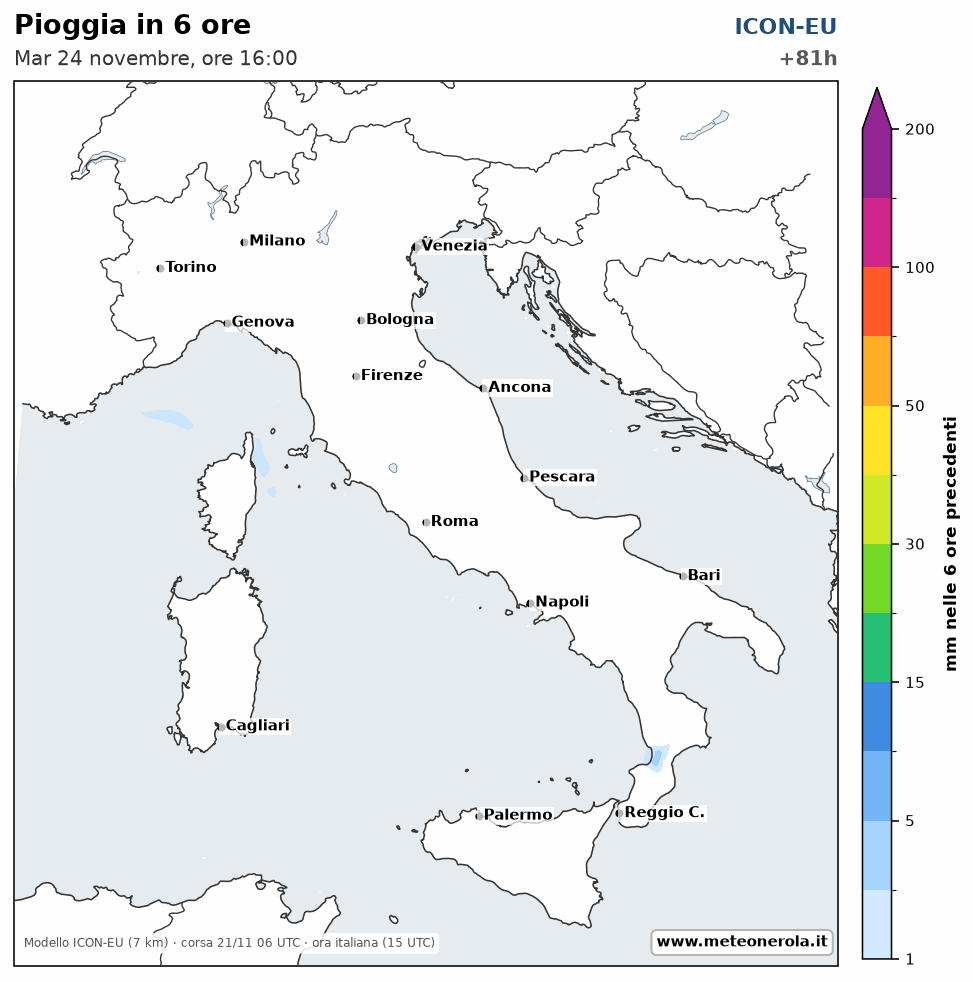 Pioggia in 6 ore
ICON-EU
Mar 24 novembre, ore 16:00
+81h
200
Milano
Venezia
Torino
100
Genova
Bologna
Firenze
Ancona
50
Pescara
Roma
30
Bari
Napoli
15
Cagliari
Palermo
Reggio C.
5
mm nelle 6 ore precedenti
Modello ICON-EU (7 km) · corsa 21/11 06 UTC · ora italiana (15 UTC)
www.meteonerola.it
1